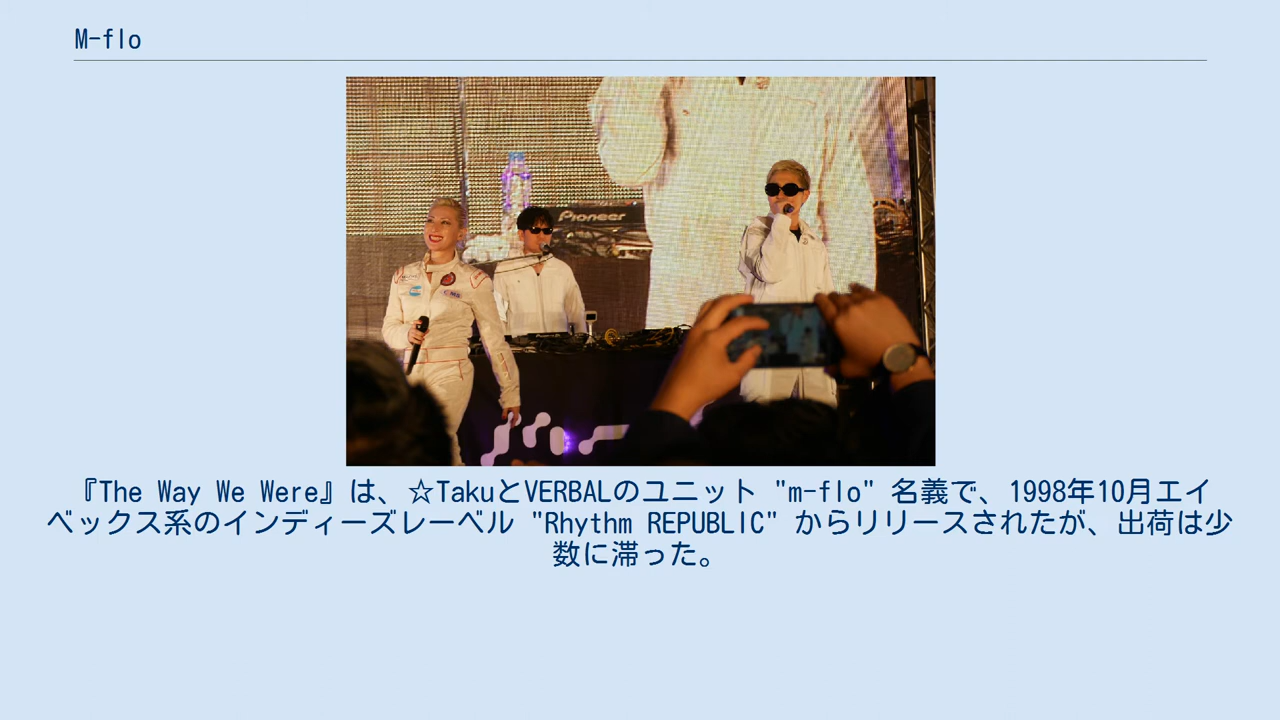 M-flo
Pioneer
『The Way We Were』は、☆TakuとVERBALのユニット "m-flo" 名義で、1998年10月エイ
ベックス系のインディーズレーベル "Rhythm REPUBLIC" からリリースされたが、出荷は少
数に滞った。